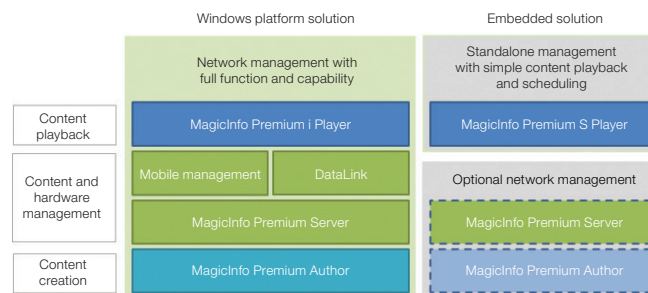 Windows platform solution
Embedded solution
Network management with
full function and capability
Standalone management
with simple content playback
and scheduling
Content
playback
MagicInfo Premium i Player
MagicInfo Premium S Player
Content and
hardware
management
Mobile management
DataLink
Optional network management
MagicInfo Premium Server
MagicInfo Premium Server
Content
creation
MagicInfo Premium Author
MagicInfo Premium Author